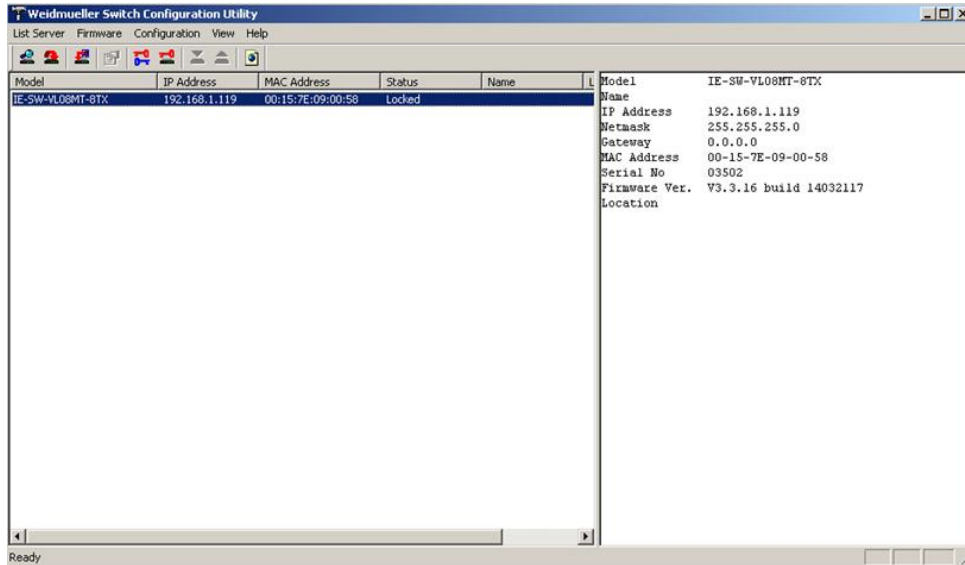 Weidmueller Switch Configuration Utility
List Server Firmware Configuration View Help
Model IP Address MAC Address Status Name L
IE-SW-VL08MT-8TX 192.168.1.119 00:15:7E:09:00:58 Locked
Model IE-SW-VL08MT-8TX
Name
IP Address 192.168.1.119
Netmask 255.255.255.0
Gateway 0.0.0.0
MAC Address 00-15-7E-09-00-58
Serial No 03502
Firmware Ver. V3.3.16 build 14032117
Location
Ready